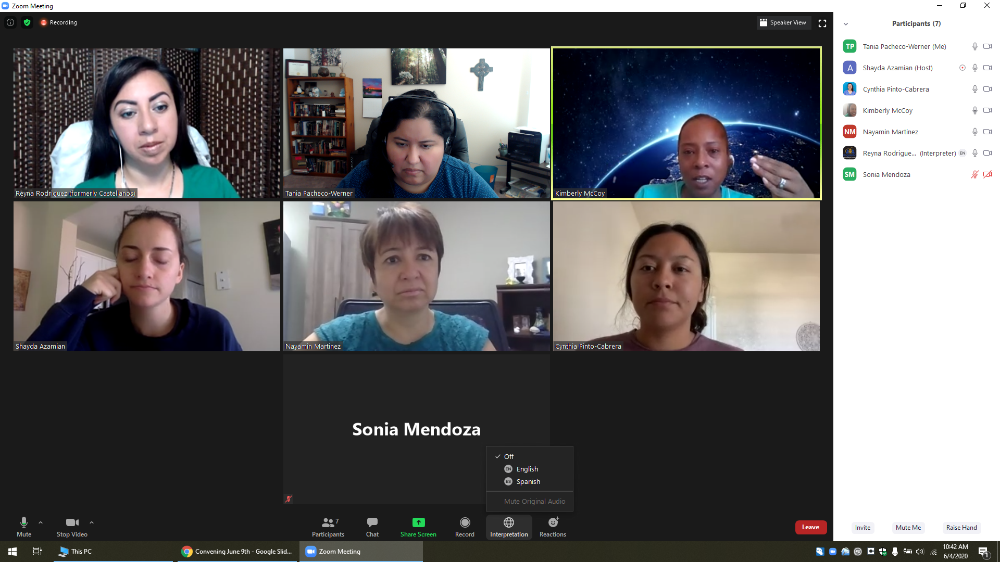 Zoom Meeting
Recording
Speaker View
Participants (7)
TP Tania Pacheco-Werner (Me)
A Shayda Azamian (Host)
Cynthia Pinto-Cabrera
Kimberly McCoy
NM Nayamin Martinez
Reyna Rodrigue... (Interpreter) EN
SM Sonia Mendoza
Reyna Rodriguez (formerly Castellanos)
Tania Pacheco-Werner
Kimberly McCoy
Shayda Azamian
Nayamin Martinez
Cynthia Pinto-Cabrera
Sonia Mendoza
Off
EN English
ES Spanish
Mute Original Audio
Mute
Stop Video
7
Participants
Chat
Share Screen
Record
Interpretation
Reactions
Leave
Invite
Mute Me
Raise Hand
This PC
Convening June 9th - Google Slid...
Zoom Meeting
10:42 AM
6/4/2020
1